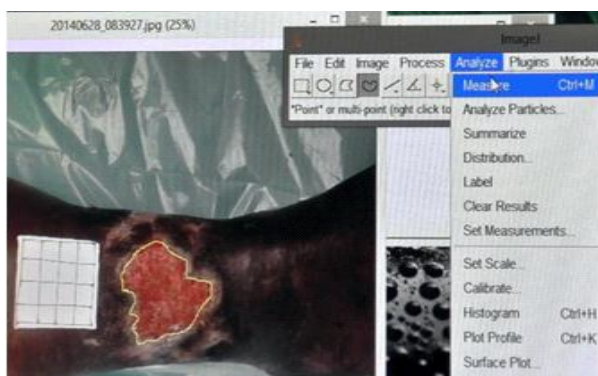 20140628_083927.jpg (25%)
ImageJ
File Edit Image Process Analyze Plugins Window
*Point* or multi-point (right click to
Measure Ctrl+M
Analyze Particles...
Summarize
Distribution...
Label
Clear Results
Set Measurements...
Set Scale...
Calibrate...
Histogram Ctrl+H
Plot Profile Ctrl+K
Surface Plot...